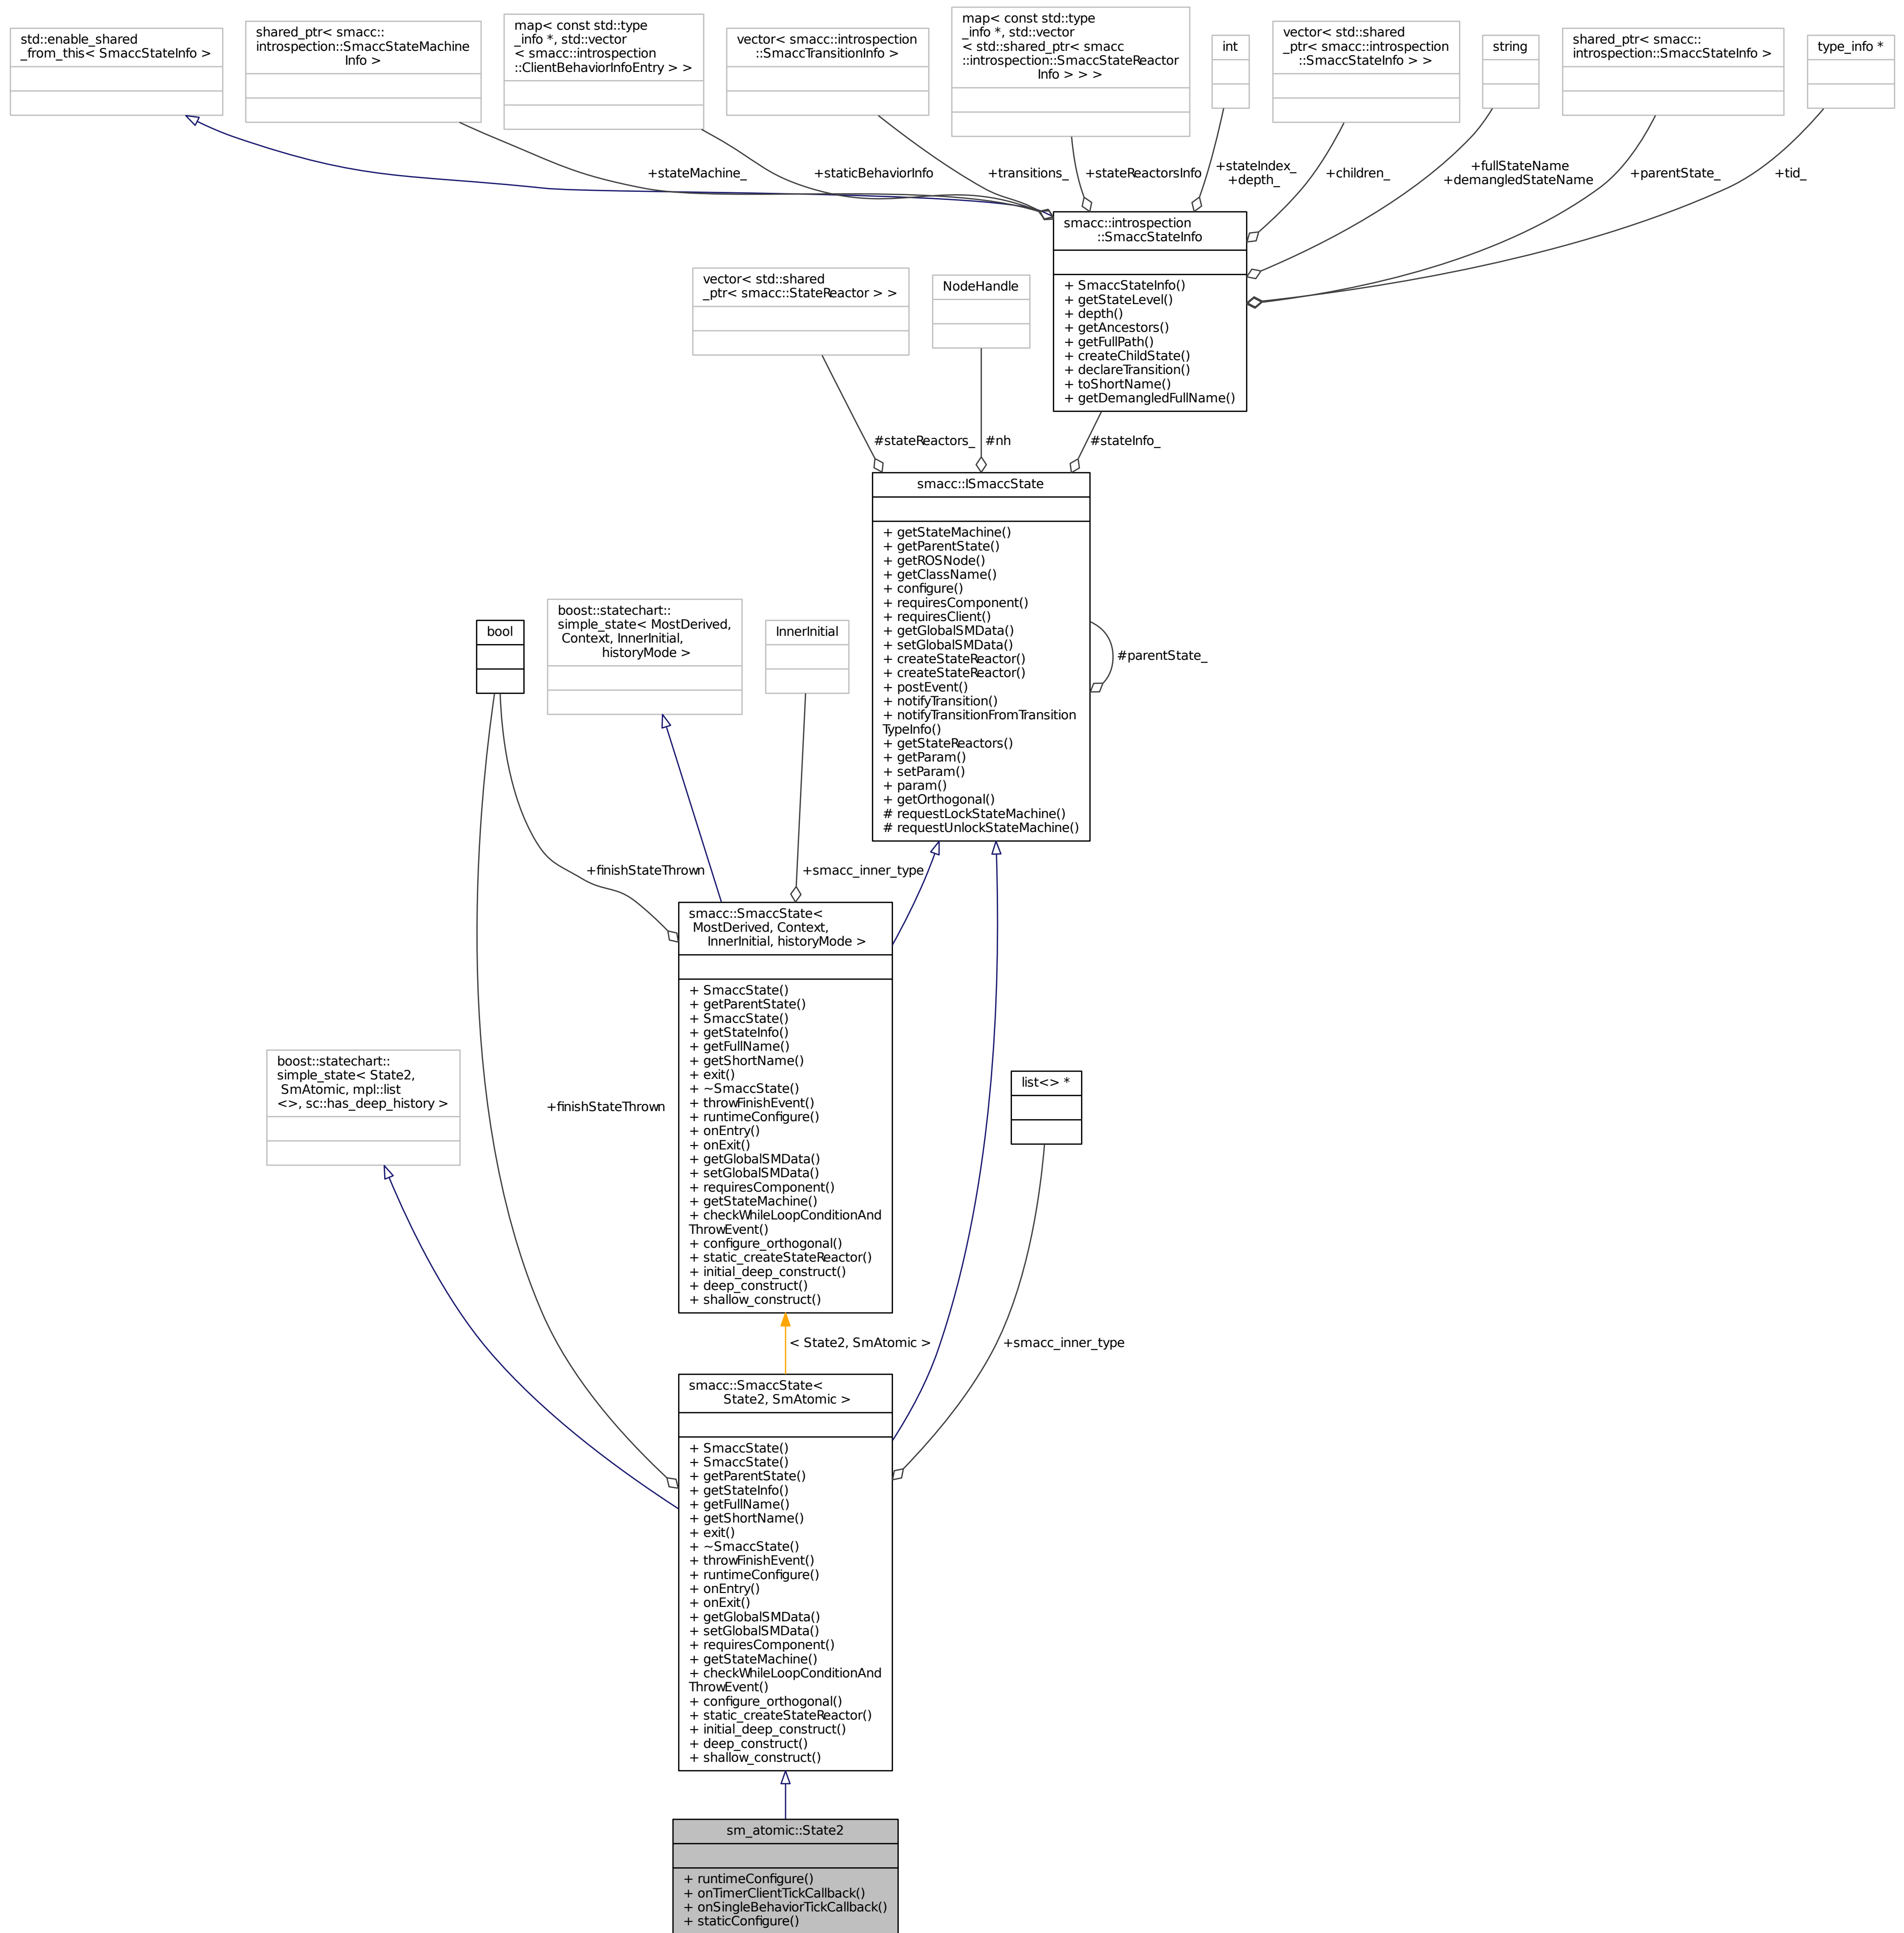 std::enable_shared
_from_this< SmaccStateInfo >
shared_ptr< smacc::
introspection::SmaccStateMachine
Info >
map< const std::type
_info *, std::vector
< smacc::introspection
::ClientBehaviorInfoEntry > >
vector< smacc::introspection
::SmaccTransitionInfo >
map< const std::type
_info *, std::vector
< std::shared_ptr< smacc
::introspection::SmaccStateReactor
Info > > >
int
vector< std::shared
_ptr< smacc::introspection
::SmaccStateInfo > >
string
shared_ptr< smacc::
introspection::SmaccStateInfo >
type_info *
+stateMachine_
+staticBehaviorInfo
+transitions_
+stateReactorsInfo
+stateIndex_
+depth_
+children_
+fullStateName
+demangledStateName
+parentState_
+tid_
smacc::introspection
::SmaccStateInfo
+ SmaccStateInfo()
+ getStateLevel()
+ depth()
+ getAncestors()
+ getFullPath()
+ createChildState()
+ declareTransition()
+ toShortName()
+ getDemangledFullName()
vector< std::shared
_ptr< smacc::StateReactor > >
NodeHandle
#stateReactors_
#nh
#stateInfo_
smacc::ISmaccState
+ getStateMachine()
+ getParentState()
+ getROSNode()
+ getClassName()
+ configure()
+ requiresComponent()
+ requiresClient()
+ getGlobalSMData()
+ setGlobalSMData()
+ createStateReactor()
+ createStateReactor()
+ postEvent()
+ notifyTransition()
+ notifyTransitionFromTransition
TypeInfo()
+ getStateReactors()
+ getParam()
+ setParam()
+ param()
+ getOrthogonal()
# requestLockStateMachine()
# requestUnlockStateMachine()
#parentState_
bool
boost::statechart::
simple_state< MostDerived,
Context, InnerInitial,
historyMode >
InnerInitial
+finishStateThrown
+smacc_inner_type
smacc::SmaccState<
MostDerived, Context,
InnerInitial, historyMode >
+ SmaccState()
+ getParentState()
+ SmaccState()
+ getStateInfo()
+ getFullName()
+ getShortName()
+ exit()
+ ~SmaccState()
+ throwFinishEvent()
+ runtimeConfigure()
+ onEntry()
+ onExit()
+ getGlobalSMData()
+ setGlobalSMData()
+ requiresComponent()
+ getStateMachine()
+ checkWhileLoopConditionAnd
ThrowEvent()
+ configure_orthogonal()
+ static_createStateReactor()
+ initial_deep_construct()
+ deep_construct()
+ shallow_construct()
boost::statechart::
simple_state< State2,
SmAtomic, mpl::list
<>, sc::has_deep_history >
+finishStateThrown
list<> *
< State2, SmAtomic >
+smacc_inner_type
smacc::SmaccState<
State2, SmAtomic >
+ SmaccState()
+ SmaccState()
+ getParentState()
+ getStateInfo()
+ getFullName()
+ getShortName()
+ exit()
+ ~SmaccState()
+ throwFinishEvent()
+ runtimeConfigure()
+ onEntry()
+ onExit()
+ getGlobalSMData()
+ setGlobalSMData()
+ requiresComponent()
+ getStateMachine()
+ checkWhileLoopConditionAnd
ThrowEvent()
+ configure_orthogonal()
+ static_createStateReactor()
+ initial_deep_construct()
+ deep_construct()
+ shallow_construct()
sm_atomic::State2
+ runtimeConfigure()
+ onTimerClientTickCallback()
+ onSingleBehaviorTickCallback()
+ staticConfigure()